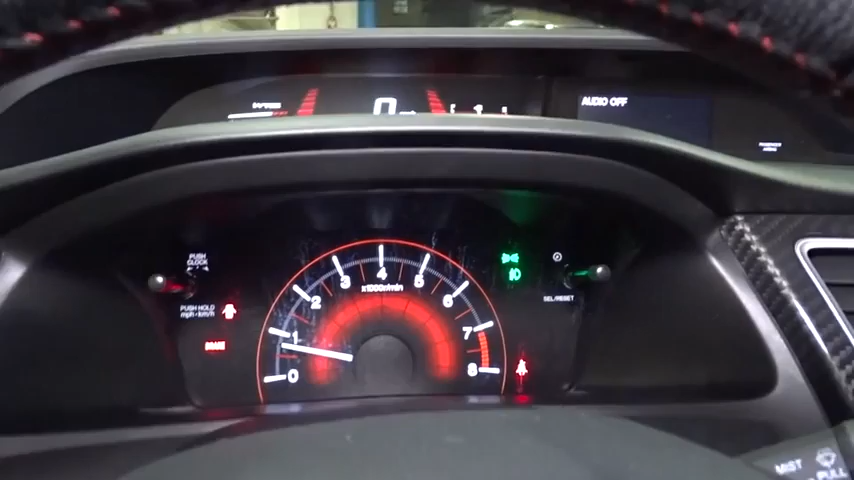 0
AUDIO OFF
PUSH
CLOCK
PUSH HOLD
mph・km/h
BRAKE
0
1
2
3
4
5
6
7
8
x1000r/min
SEL/RESET
MIST
PULL